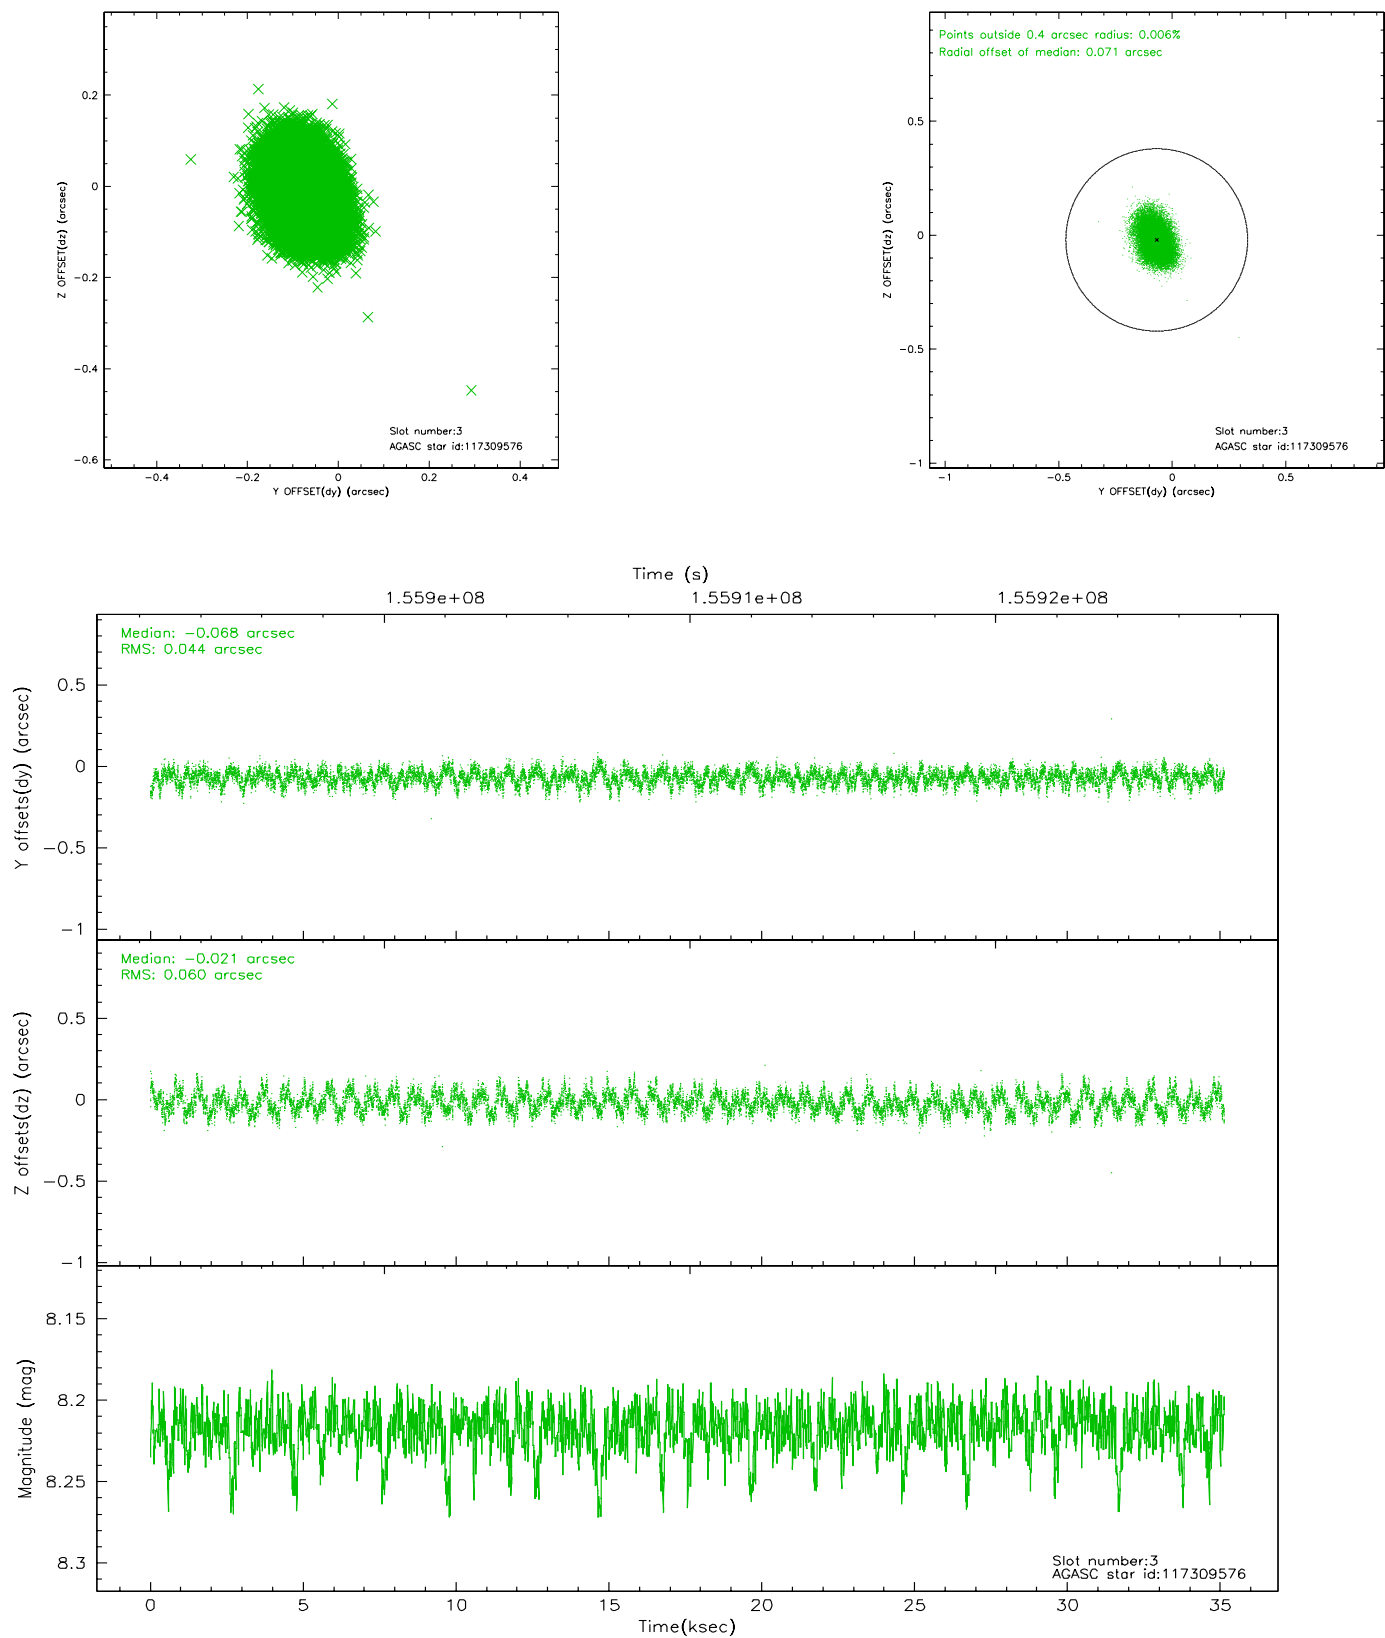 0.2
0
−0.2
−0.4
−0.6
Z OFFSET(dz) (arcsec)
Slot number:3
AGASC star id:117309576
−0.4
−0.2
0
0.2
0.4
Y OFFSET(dy) (arcsec)
Points outside 0.4 arcsec radius: 0.006%
Radial offset of median: 0.071 arcsec
0.5
0
−0.5
−1
Z OFFSET(dz) (arcsec)
Slot number:3
AGASC star id:117309576
−1
−0.5
0
0.5
Y OFFSET(dy) (arcsec)
Time (s)
1.559e+08
1.5591e+08
1.5592e+08
Median: −0.068 arcsec
RMS: 0.044 arcsec
0.5
0
−0.5
−1
Y offsets(dy) (arcsec)
Median: −0.021 arcsec
RMS: 0.060 arcsec
0.5
0
−0.5
−1
Z offsets(dz) (arcsec)
8.15
8.2
8.25
8.3
Magnitude (mag)
Slot number:3
AGASC star id:117309576
0
5
10
15
20
25
30
35
Time(ksec)